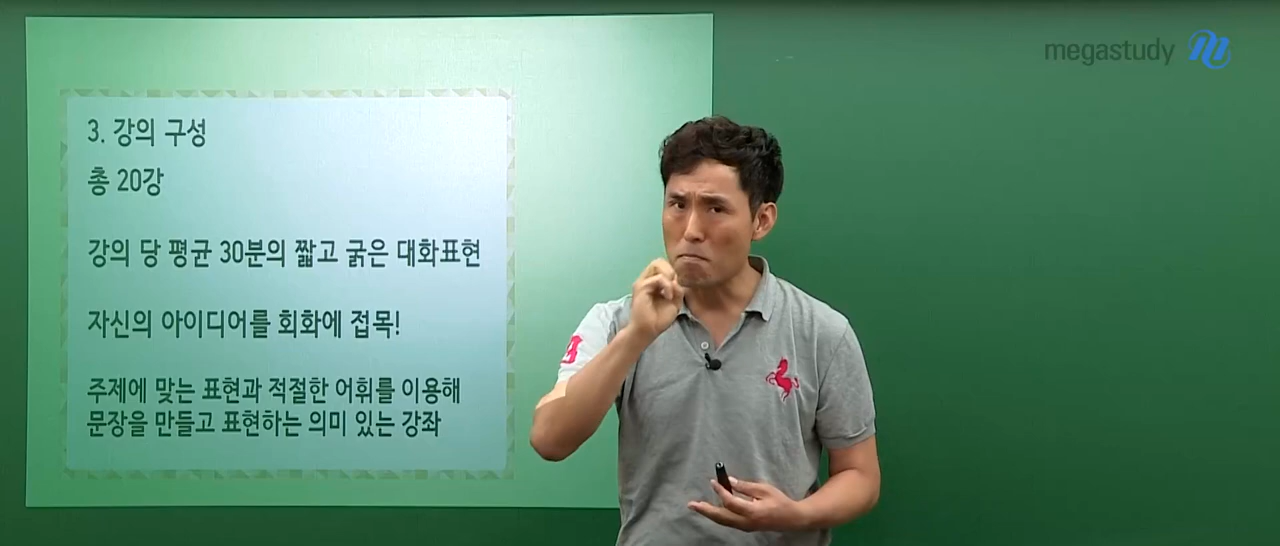 megastudy
3. 강의 구성
총 20강
강의 당 평균 30분의 짧고 굵은 대화표현
자신의 아이디어를 회화에 접목!
주제에 맞는 표현과 적절한 어휘를 이용해
문장을 만들고 표현하는 의미 있는 강좌